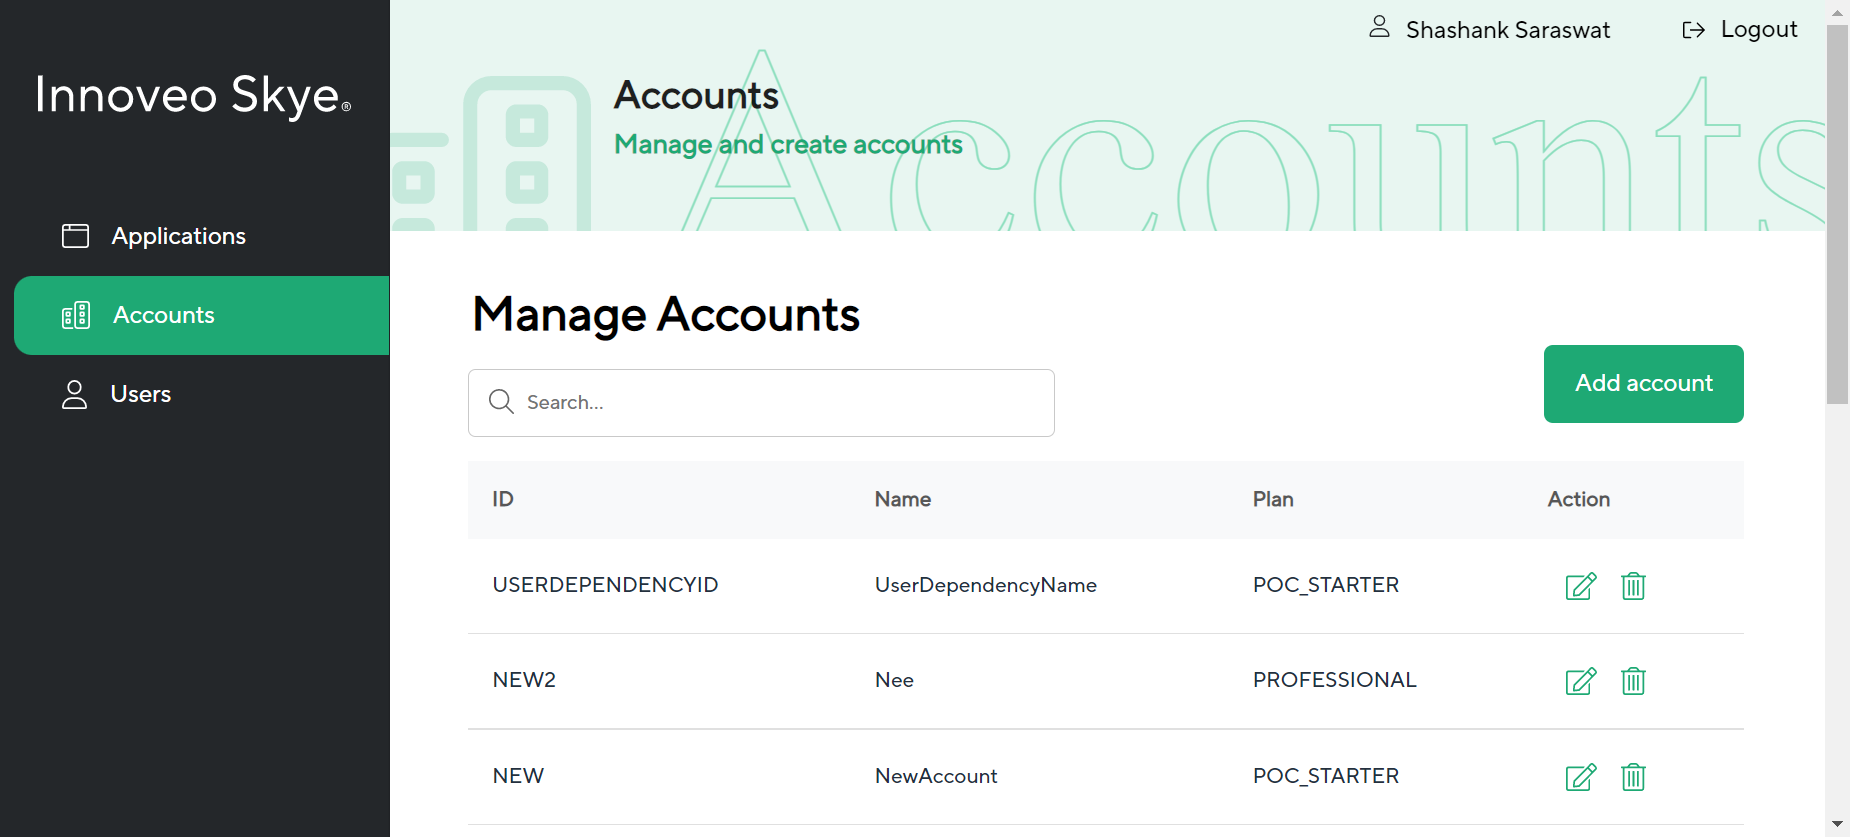 Innoveo Skye®
Applications
Accounts
Users
Shashank Saraswat
Logout
Accounts
Accounts
Manage and create accounts
Manage Accounts
Search...
Add account
ID Name Plan Action
USERDEPENDENCYID UserDependencyName POC_STARTER
NEW2 Nee PROFESSIONAL
NEW NewAccount POC_STARTER